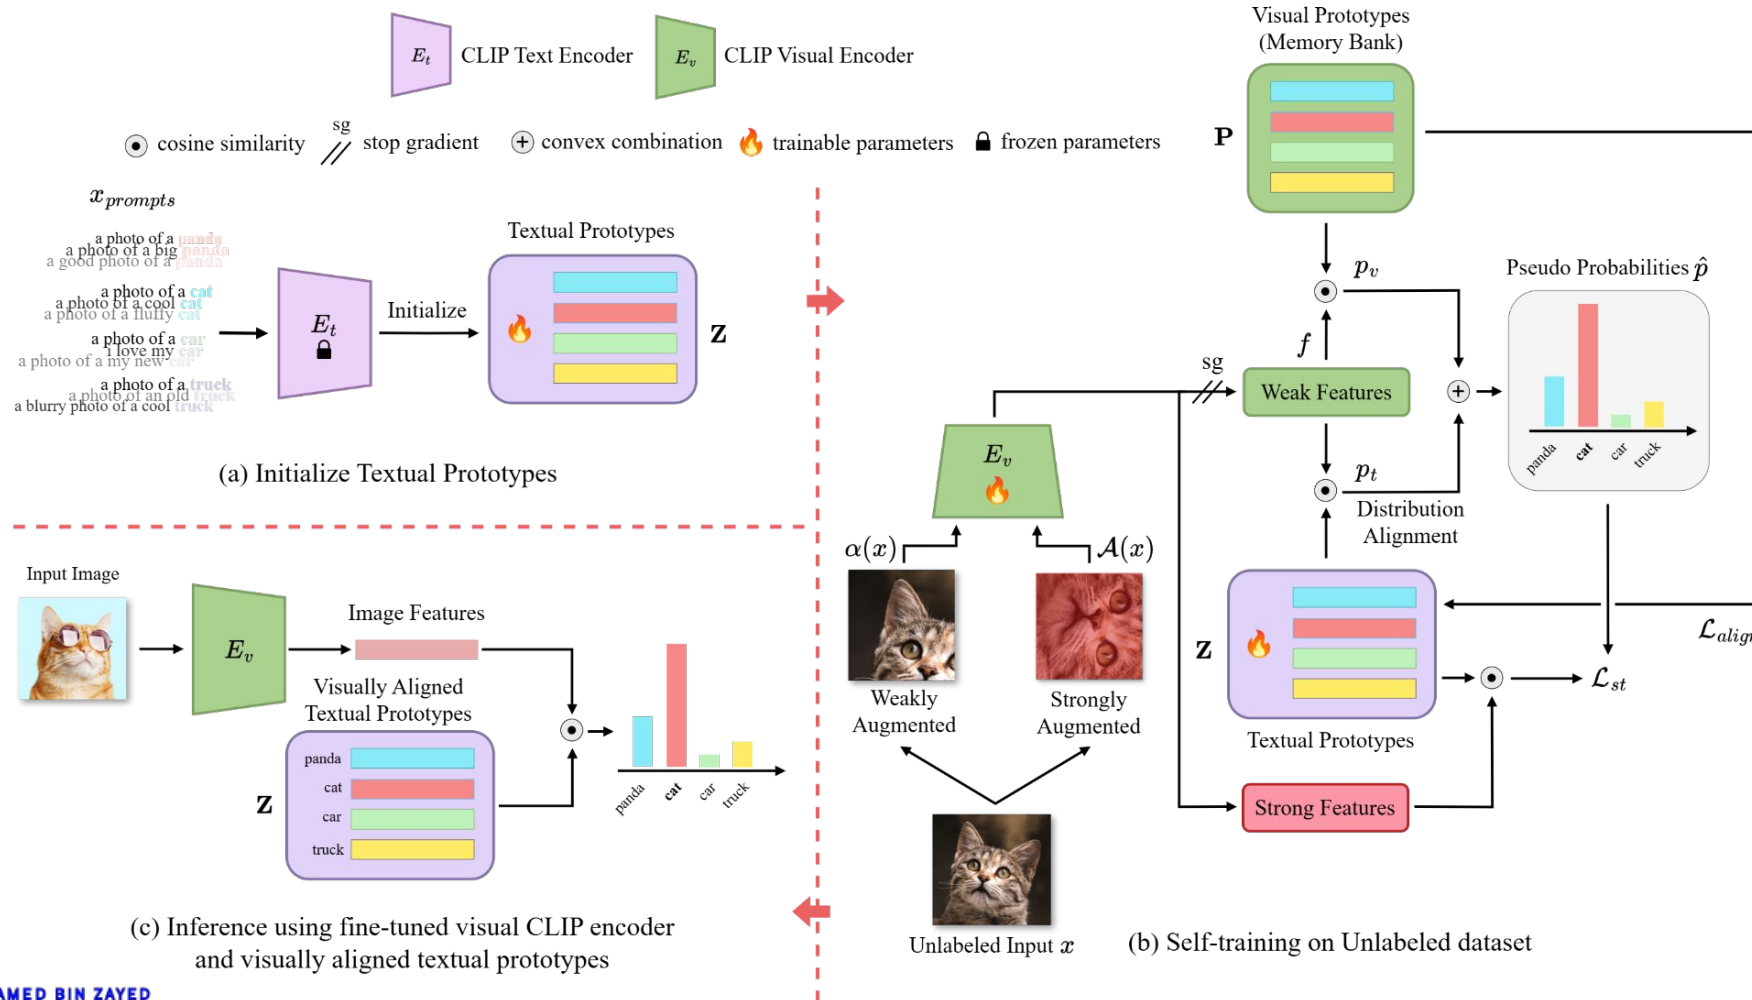 E_t CLIP Text Encoder E_v CLIP Visual Encoder
cosine similarity sg stop gradient convex combination trainable parameters frozen parameters
x_prompts
a photo of a panda
a photo of a big panda
a good photo of a panda
a photo of a cat
a photo of a cool cat
a photo of a fluffy cat
a photo of a car
i love my car
a photo of a my new car
a photo of a truck
a photo of an old truck
a blurry photo of a cool truck
E_t
Initialize
Textual Prototypes
Z
(a) Initialize Textual Prototypes
Input Image
E_v
Image Features
Visually Aligned
Textual Prototypes
Z
panda
cat
car
truck
panda
cat
car
truck
(c) Inference using fine-tuned visual CLIP encoder
and visually aligned textual prototypes
Visual Prototypes
(Memory Bank)
P
p_v
f
sg
Weak Features
p_t
Distribution
Alignment
Pseudo Probabilities p̂
panda
cat
car
truck
E_v
α(x)
𝒜(x)
Weakly
Augmented
Strongly
Augmented
Z
Textual Prototypes
ℒ_align
ℒ_st
Strong Features
Unlabeled Input x
(b) Self-training on Unlabeled dataset
AMED BIN ZAYED